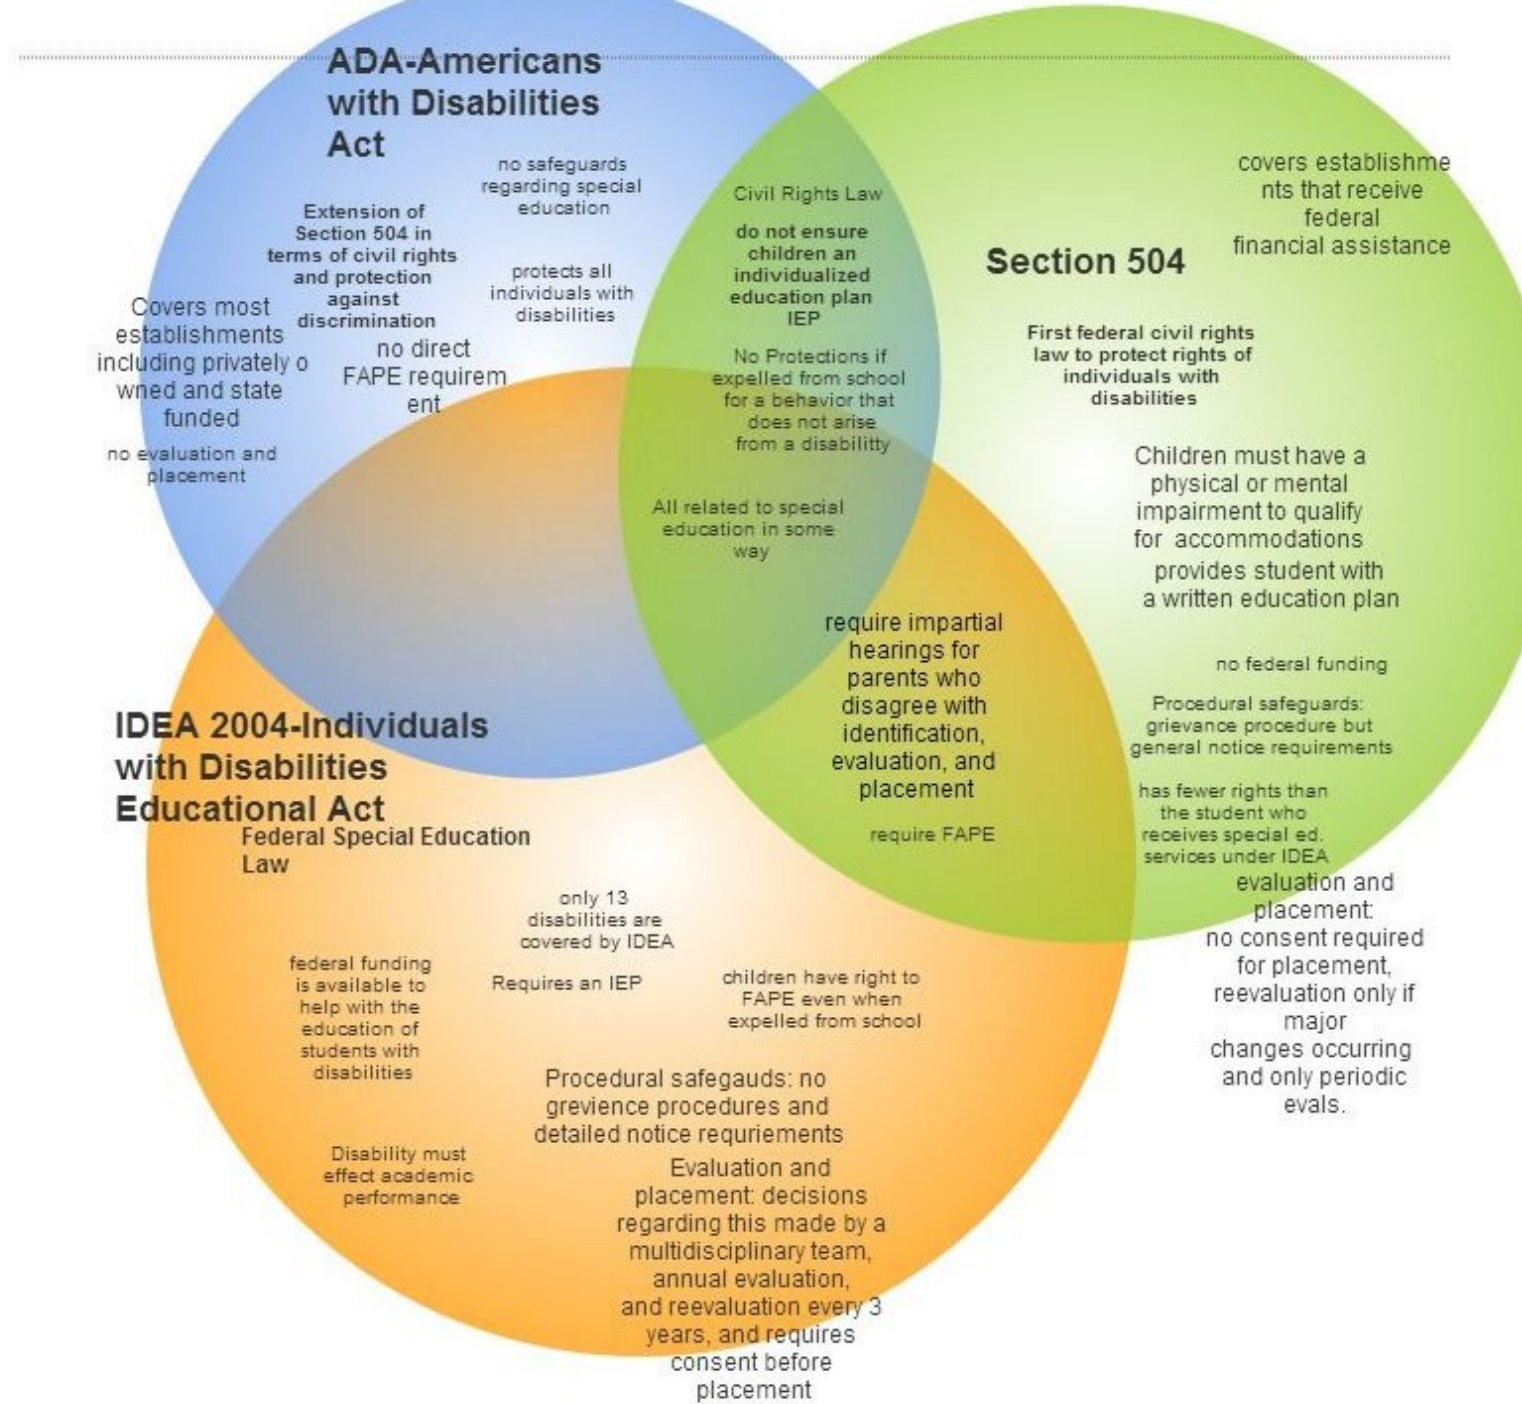 ADA-Americans
with Disabilities
Act
no safeguards
regarding special
education
Extension of
Section 504 in
terms of civil rights
and protection
against
discrimination
protects all
individuals with
disabilities
Covers most
establishments
including privately o
wned and state
funded
no direct
FAPE requirem
ent
no evaluation and
placement
Civil Rights Law
do not ensure
children an
individualized
education plan
IEP
No Protections if
expelled from school
for a behavior that
does not arise
from a disabilitty
All related to special
education in some
way
Section 504
covers establishme
nts that receive
federal
financial assistance
First federal civil rights
law to protect rights of
individuals with
disabilities
Children must have a
physical or mental
impairment to qualify
for accommodations
provides student with
a written education plan
no federal funding
Procedural safeguards:
grievance procedure but
general notice requirements
has fewer rights than
the student who
receives special ed.
services under IDEA
evaluation and
placement:
no consent required
for placement,
reevaluation only if
major
changes occurring
and only periodic
evals.
require impartial
hearings for
parents who
disagree with
identification,
evaluation, and
placement
require FAPE
IDEA 2004-Individuals
with Disabilities
Educational Act
Federal Special Education
Law
only 13
disabilities are
covered by IDEA
federal funding
is available to
help with the
education of
students with
disabilities
Requires an IEP
children have right to
FAPE even when
expelled from school
Procedural safegauds: no
grevience procedures and
detailed notice requriements
Disability must
effect academic
performance
Evaluation and
placement: decisions
regarding this made by a
multidisciplinary team,
annual evaluation,
and reevaluation every 3
years, and requires
consent before
placement